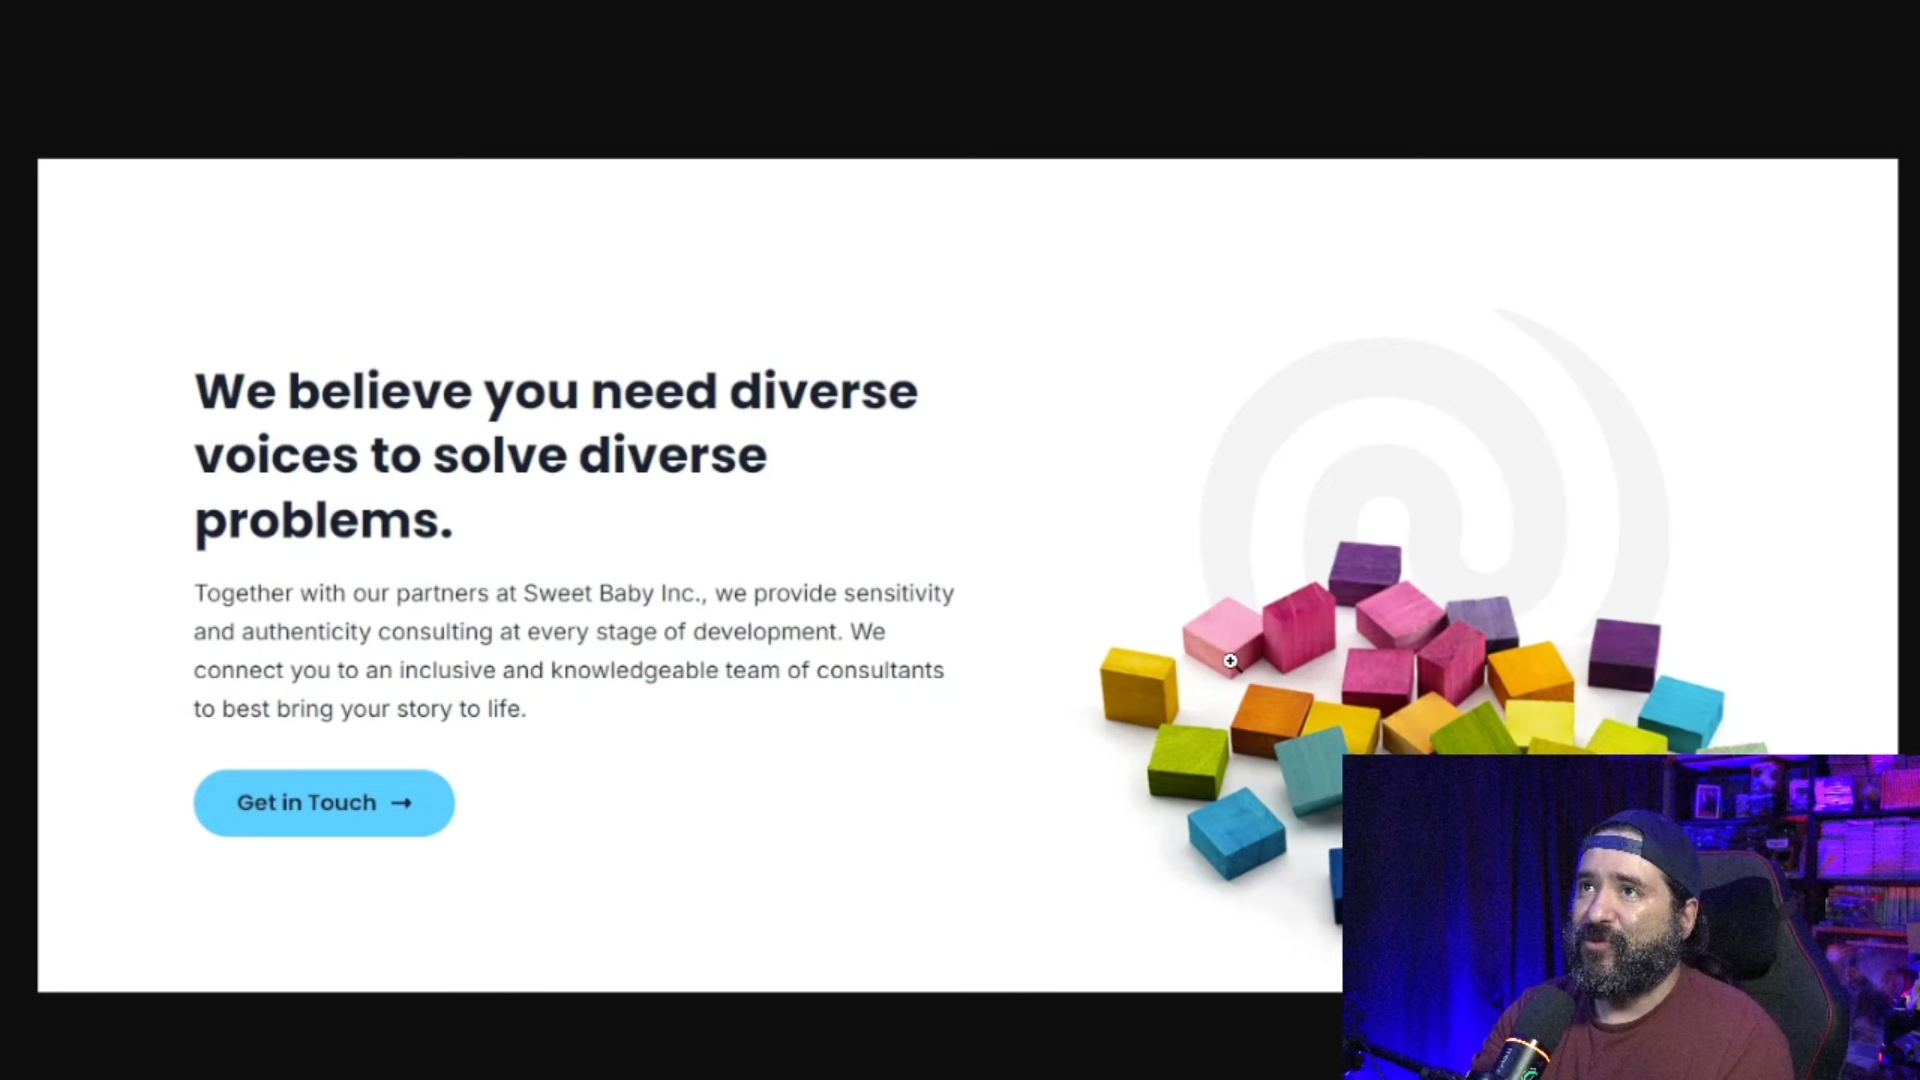 We believe you need diverse
voices to solve diverse
problems.
Together with our partners at Sweet Baby Inc., we provide sensitivity
and authenticity consulting at every stage of development. We
connect you to an inclusive and knowledgeable team of consultants
to best bring your story to life.
Get in Touch →